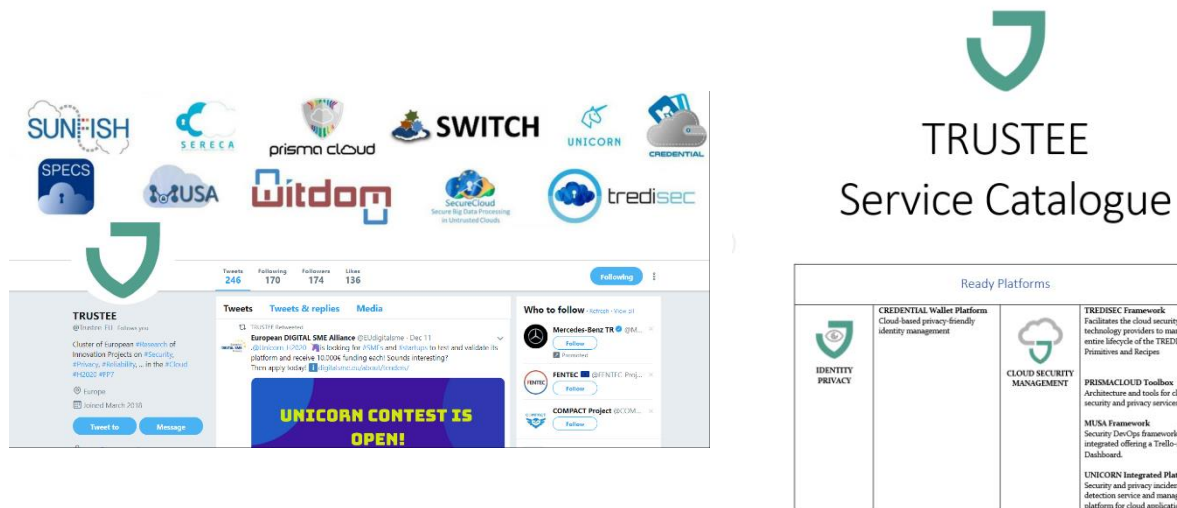 SUNFISH
SERECA
prisma cloud
SWITCH
UNICORN
CREDENTIAL
SPECS
MUSA
witdom
SecureCloud
Secure Big Data Processing
in Untrusted Clouds
tredisec
Tweets Following Followers Likes
246 170 174 136
Following
TRUSTEE
@Trustee_EU Follows you
Cluster of European #Research of
Innovation Projects on #Security,
#Privacy, #Reliability, ... in the #Cloud
#H2020 #FP7
Europe
Joined March 2018
Tweet to Message
Tweets Tweets & replies Media
TRUSTEE Retweeted
European DIGITAL SME Alliance @EUdigitalsme · Dec 11
is looking for #SMEs and #startups to test and validate its
platform and receive 10.000€ funding each! Sounds interesting?
Then apply today!
UNICORN CONTEST IS
OPEN!
Who to follow · Refresh · View all
Mercedes-Benz TR @M...
Follow
Promoted
FENTEC @FENTEC_Proj...
Follow
COMPACT Project @COM...
Follow
TRUSTEE
Service Catalogue
Ready Platforms
IDENTITY
PRIVACY
CREDENTIAL Wallet Platform
Cloud-based privacy-friendly
identity management
CLOUD SECURITY
MANAGEMENT
TREDISEC Framework
Facilitates the cloud security
technology providers to ma
entire lifecycle of the TREDI
Primitives and Recipes
PRISMACLOUD Toolbox
Architecture and tools for cl
security and privacy service
MUSA Framework
Security DevOps framework
integrated offering a Trello-
Dashboard.
UNICORN Integrated Plat
Security and privacy inciden
detection service and manag
platform for cloud applicatio